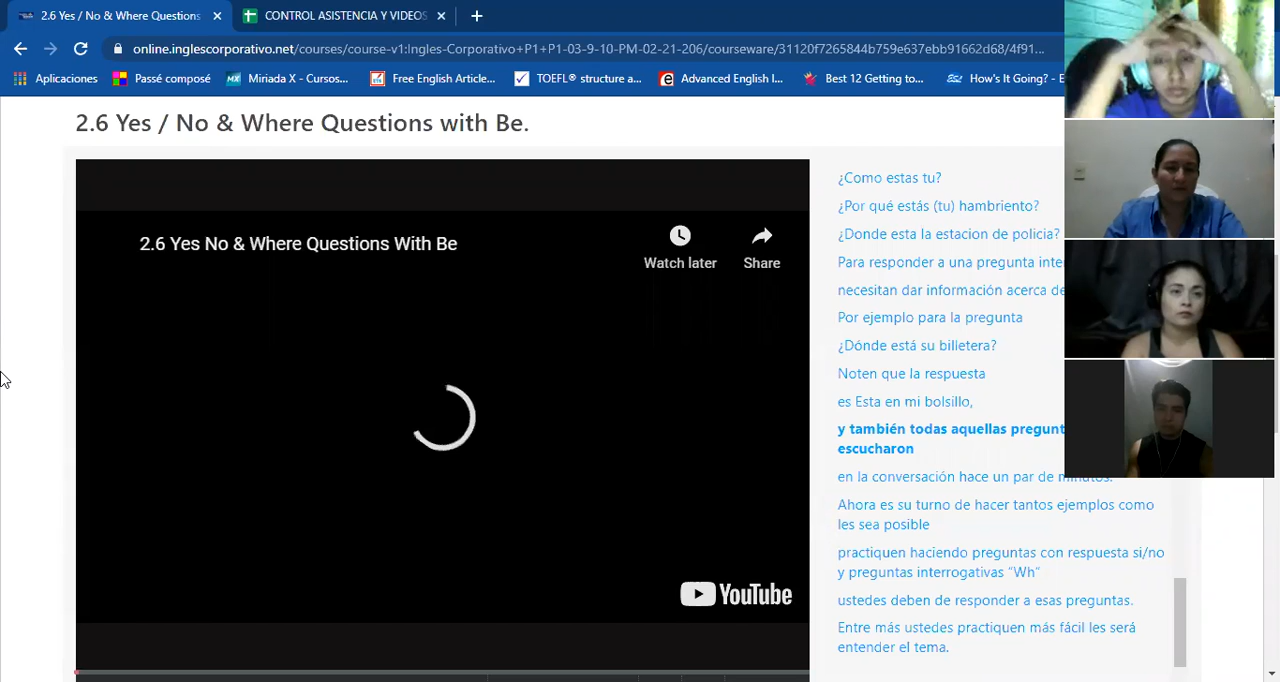 2.6 Yes / No & Where Questions
CONTROL ASISTENCIA Y VIDEOS
online.inglescorporativo.net/courses/course-v1:Ingles-Corporativo+P1+P1-03-9-10-PM-02-21-206/courseware/31120f7265844b759e637ebb91662d68/4f91...
Aplicaciones
Passé composé
Miriada X - Cursos...
Free English Article...
TOEFL® structure a...
Advanced English I...
Best 12 Getting to...
How's It Going? - E
2.6 Yes / No & Where Questions with Be.
2.6 Yes No & Where Questions With Be
Watch later
Share
YouTube
¿Como estas tu?
¿Por qué estás (tu) hambriento?
¿Donde esta la estacion de policia?
Para responder a una pregunta inte
necesitan dar información acerca de
Por ejemplo para la pregunta
¿Dónde está su billetera?
Noten que la respuesta
es Esta en mi bolsillo,
y también todas aquellas pregunt
escucharon
en la conversación hace un par de minutos.
Ahora es su turno de hacer tantos ejemplos como
les sea posible
practiquen haciendo preguntas con respuesta si/no
y preguntas interrogativas “Wh“
ustedes deben de responder a esas preguntas.
Entre más ustedes practiquen más fácil les será
entender el tema.